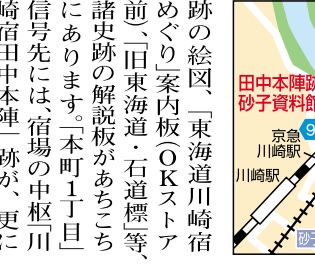 跡の絵図、「東海道川崎宿
めぐり」案内板(OKストア
前)、「旧東海道・石道標」等、
諸史跡の解説板があちこち
にあります。「本町1丁目」
信号先には、宿場の中枢「川
崎宿田中本陣」跡が、更に
田中本陣跡
砂子資料館
9
京急
川崎駅
川崎駅
砂子